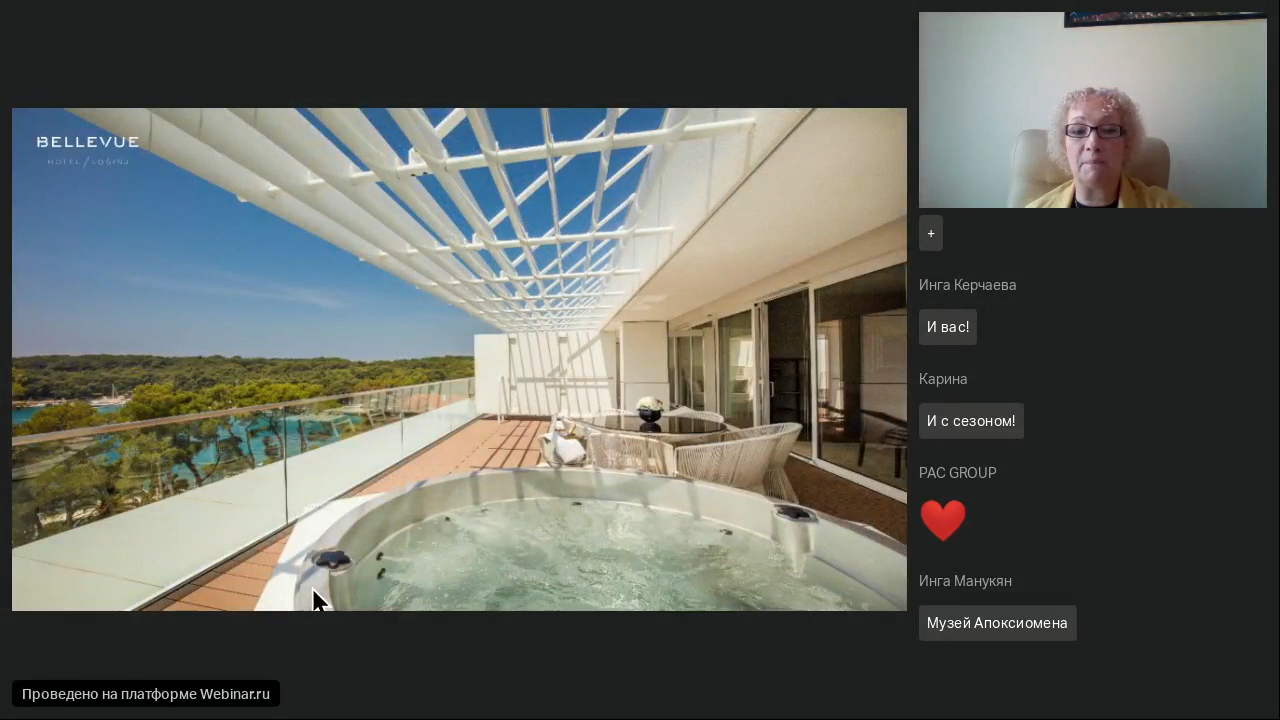 BELLEVUE
HOTEL / LOŠINJ
+
Инга Керчаева
И вас!
Карина
И с сезоном!
PAC GROUP
Инга Манукян
Музей Апоксиомена
Проведено на платформе Webinar.ru